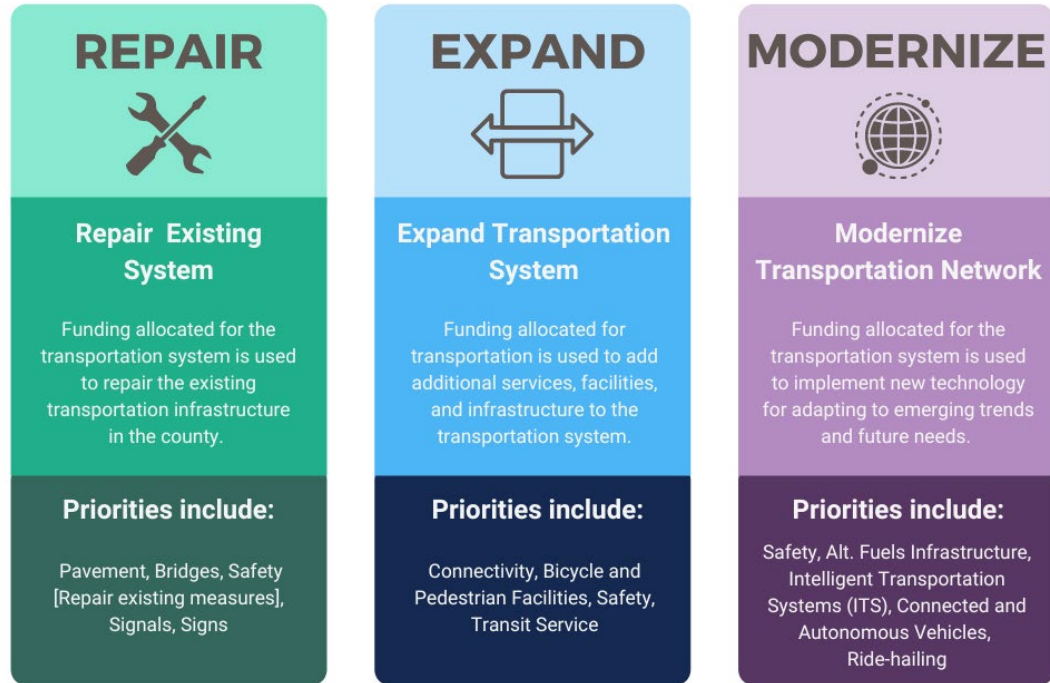 REPAIR
Repair Existing
System
Funding allocated for the
transportation system is used
to repair the existing
transportation infrastructure
in the county.
Priorities include:
Pavement, Bridges, Safety
[Repair existing measures],
Signals, Signs
EXPAND
Expand Transportation
System
Funding allocated for
transportation is used to add
additional services, facilities,
and infrastructure to the
transportation system.
Priorities include:
Connectivity, Bicycle and
Pedestrian Facilities, Safety,
Transit Service
MODERNIZE
Modernize
Transportation Network
Funding allocated for the
transportation system is used
to implement new technology
for adapting to emerging trends
and future needs.
Priorities include:
Safety, Alt. Fuels Infrastructure,
Intelligent Transportation
Systems (ITS), Connected and
Autonomous Vehicles,
Ride-hailing